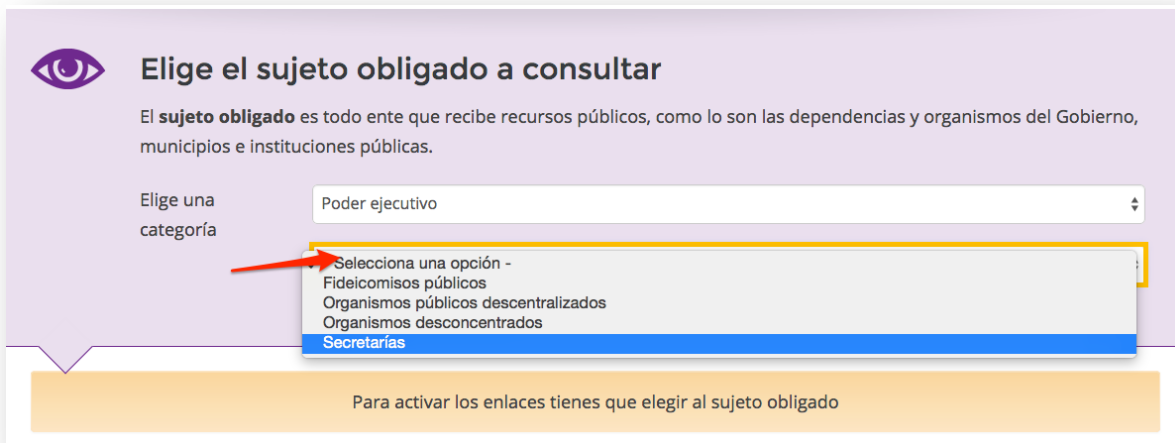 Elige el sujeto obligado a consultar
El sujeto obligado es todo ente que recibe recursos públicos, como lo son las dependencias y organismos del Gobierno,
municipios e instituciones públicas.
Elige una
categoría
Poder ejecutivo
Selecciona una opción -
Fideicomisos públicos
Organismos públicos descentralizados
Organismos desconcentrados
Secretarías
Para activar los enlaces tienes que elegir al sujeto obligado